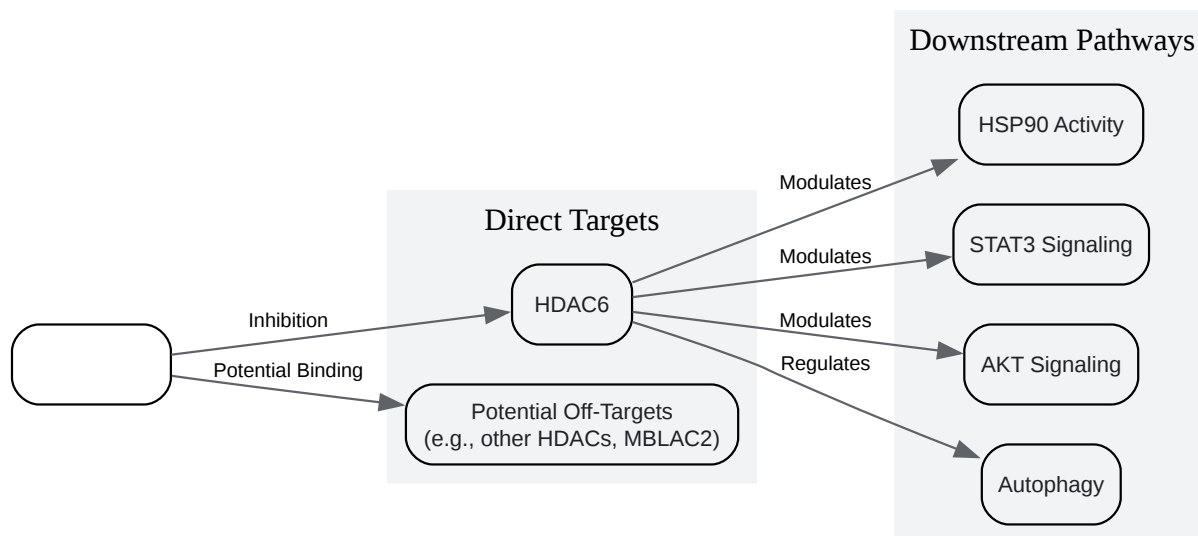 Downstream Pathways
HSP90 Activity
Modulates
Direct Targets
STAT3 Signaling
Modulates
HDAC6
Inhibition
Modulates
AKT Signaling
Potential Binding
Regulates
Potential Off-Targets
(e.g., other HDACs, MBLAC2)
Autophagy